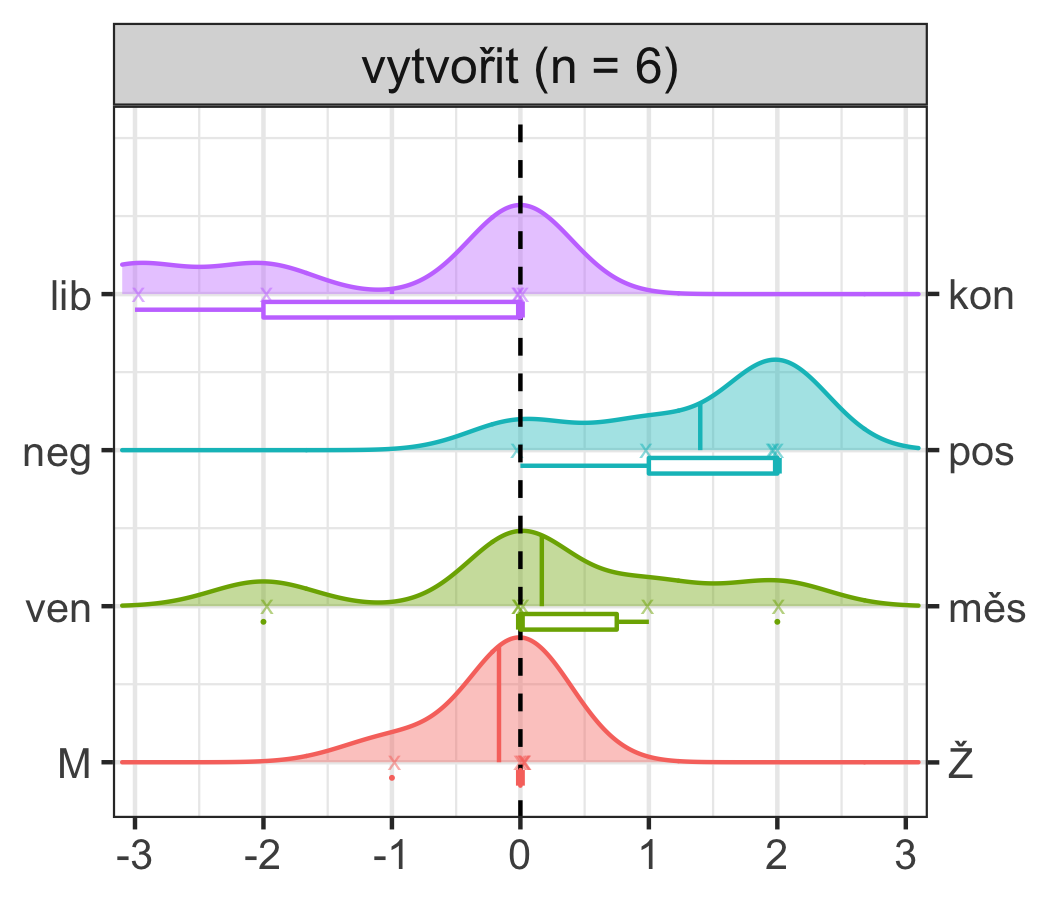 vytvořit (n = 6)
lib kon
neg pos
ven měs
M Ž
-3 -2 -1 0 1 2 3